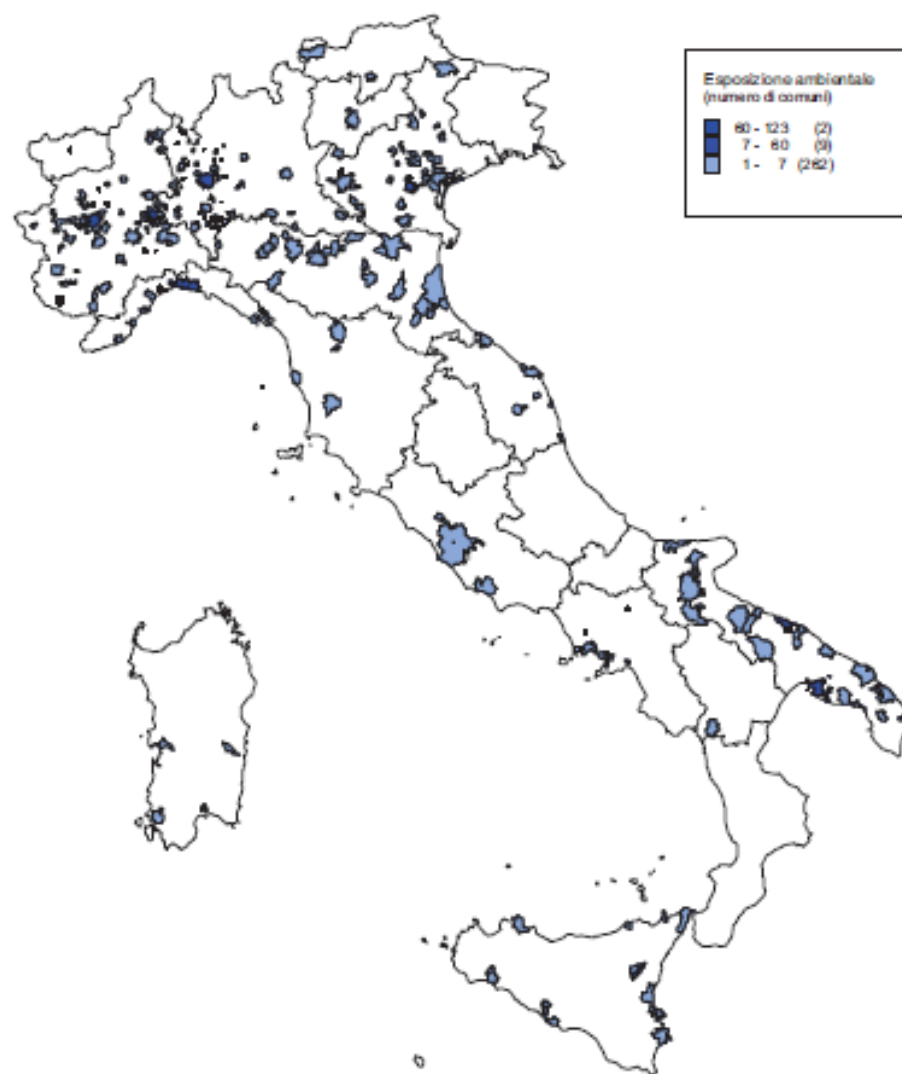 Esposizione ambientale
(numero di comuni)
60 - 123 (2)
7 - 60 (9)
1 - 7 (262)